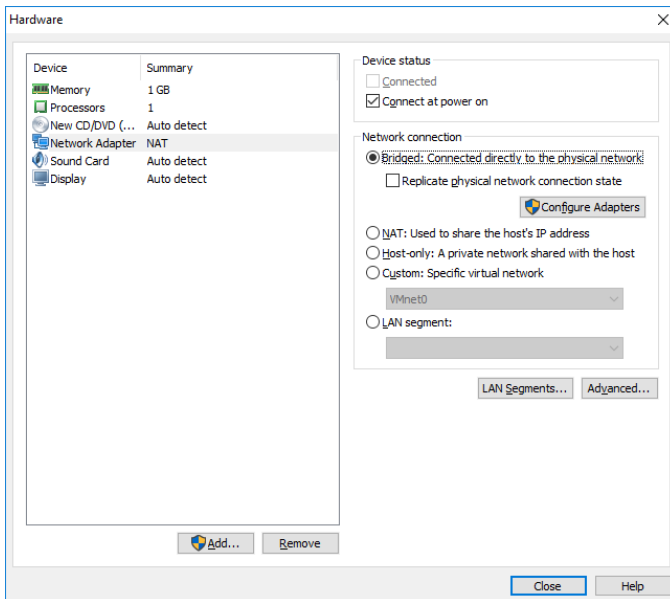 Hardware
Device Summary
Memory 1 GB
Processors 1
New CD/DVD (... Auto detect
Network Adapter NAT
Sound Card Auto detect
Display Auto detect
Add... Remove
Device status
Connected
Connect at power on
Network connection
Bridged: Connected directly to the physical network
Replicate physical network connection state
Configure Adapters
NAT: Used to share the host's IP address
Host-only: A private network shared with the host
Custom: Specific virtual network
VMnet0
LAN segment:
LAN Segments... Advanced...
Close Help